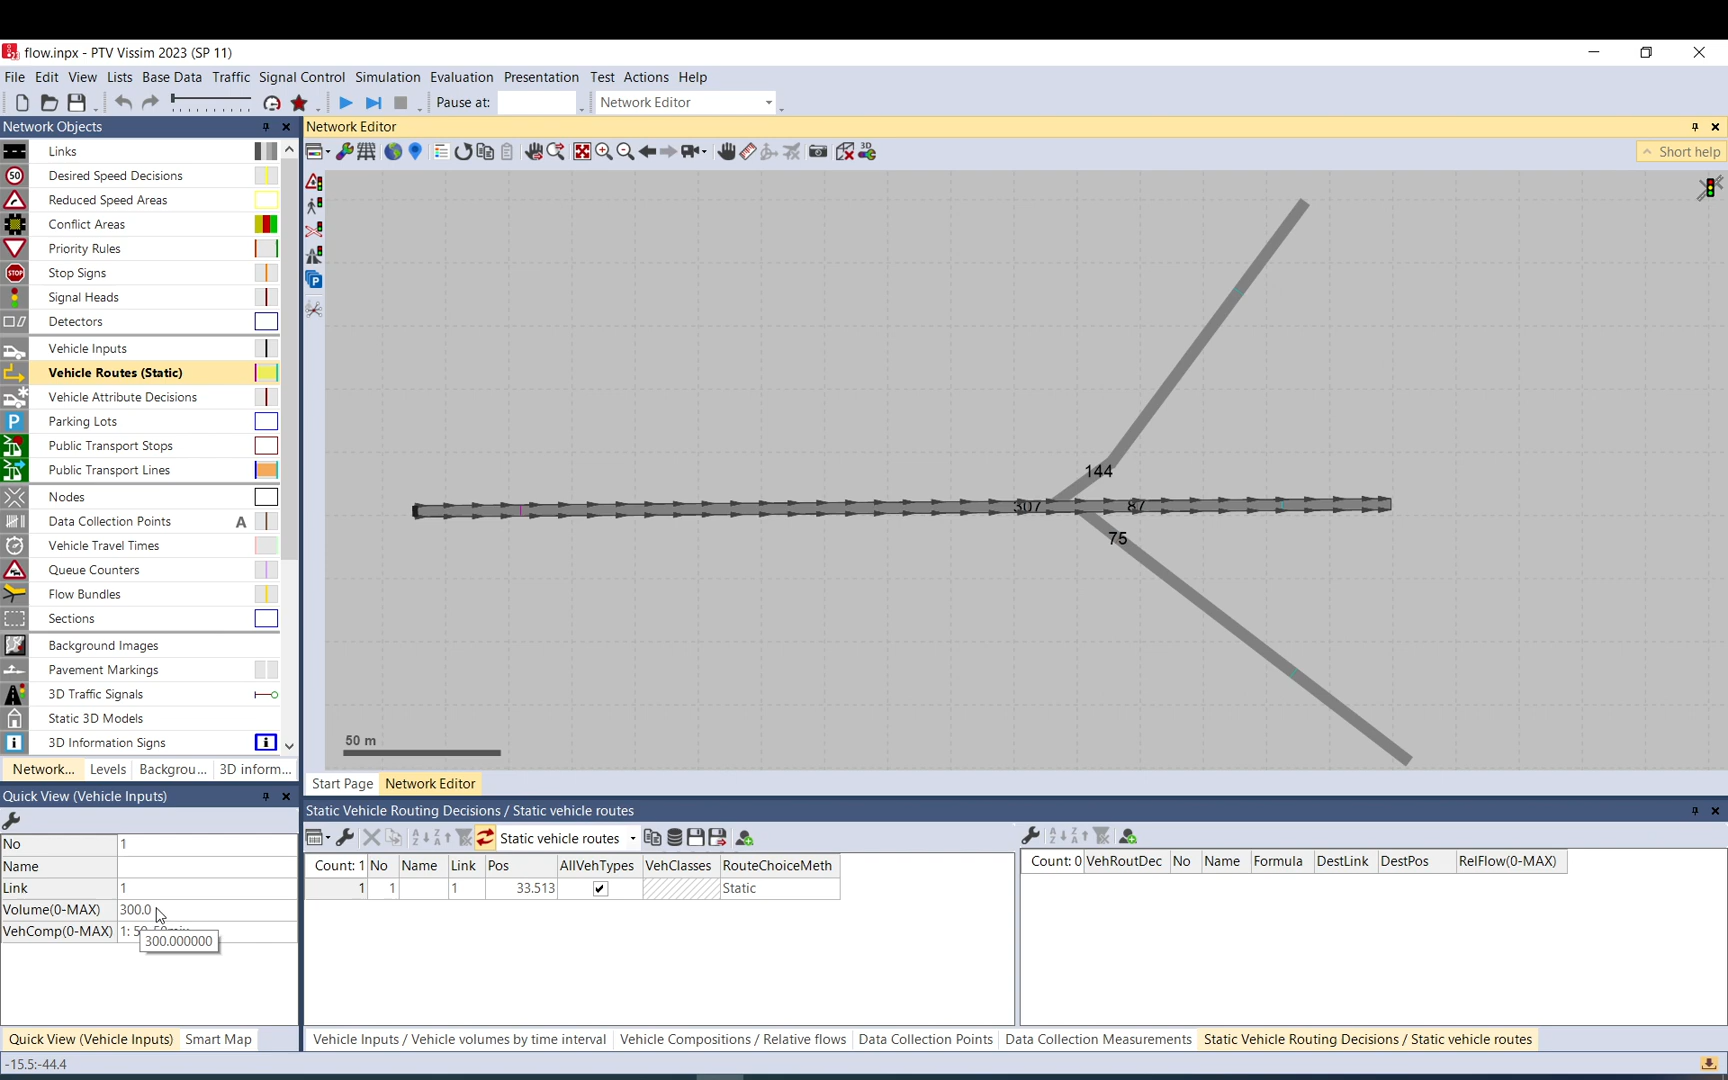 flow.inpx - PTV Vissim 2023 (SP 11)
File Edit View Lists Base Data Traffic Signal Control Simulation Evaluation Presentation Test Actions Help
Pause at: Network Editor
Network Objects
Links
50 Desired Speed Decisions
Reduced Speed Areas
Conflict Areas
Priority Rules
STOP Stop Signs
Signal Heads
Detectors
Vehicle Inputs
Vehicle Routes (Static)
Vehicle Attribute Decisions
P Parking Lots
Public Transport Stops
Public Transport Lines
Nodes
Data Collection Points A
Vehicle Travel Times
Queue Counters
Flow Bundles
Sections
Background Images
Pavement Markings
3D Traffic Signals
Static 3D Models
i 3D Information Signs i
Network... Levels Backgrou... 3D inform...
Quick View (Vehicle Inputs)
No 1
Name
Link 1
Volume(0-MAX) 300.0
VehComp(0-MAX) 1: 50
300.000000
Quick View (Vehicle Inputs) Smart Map
-15.5:-44.4
Network Editor
3D
Short help
P
144
307 87
75
50 m
Start Page Network Editor
Static Vehicle Routing Decisions / Static vehicle routes
Static vehicle routes
Count: 1 No Name Link Pos AllVehTypes VehClasses RouteChoiceMeth
1 1 1 33.513 Static
Count: 0 VehRoutDec No Name Formula DestLink DestPos RelFlow(0-MAX)
Vehicle Inputs / Vehicle volumes by time interval Vehicle Compositions / Relative flows Data Collection Points Data Collection Measurements Static Vehicle Routing Decisions / Static vehicle routes